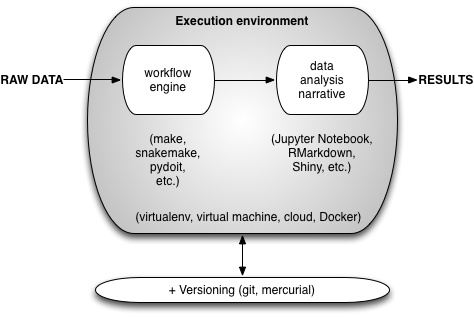 Execution environment
RAW DATA
workflow
engine
data
analysis
narrative
RESULTS
(make,
snakemake,
pydoit,
etc.)
(Jupyter Notebook,
RMarkdown,
Shiny, etc.)
(virtualenv, virtual machine, cloud, Docker)
+ Versioning (git, mercurial)